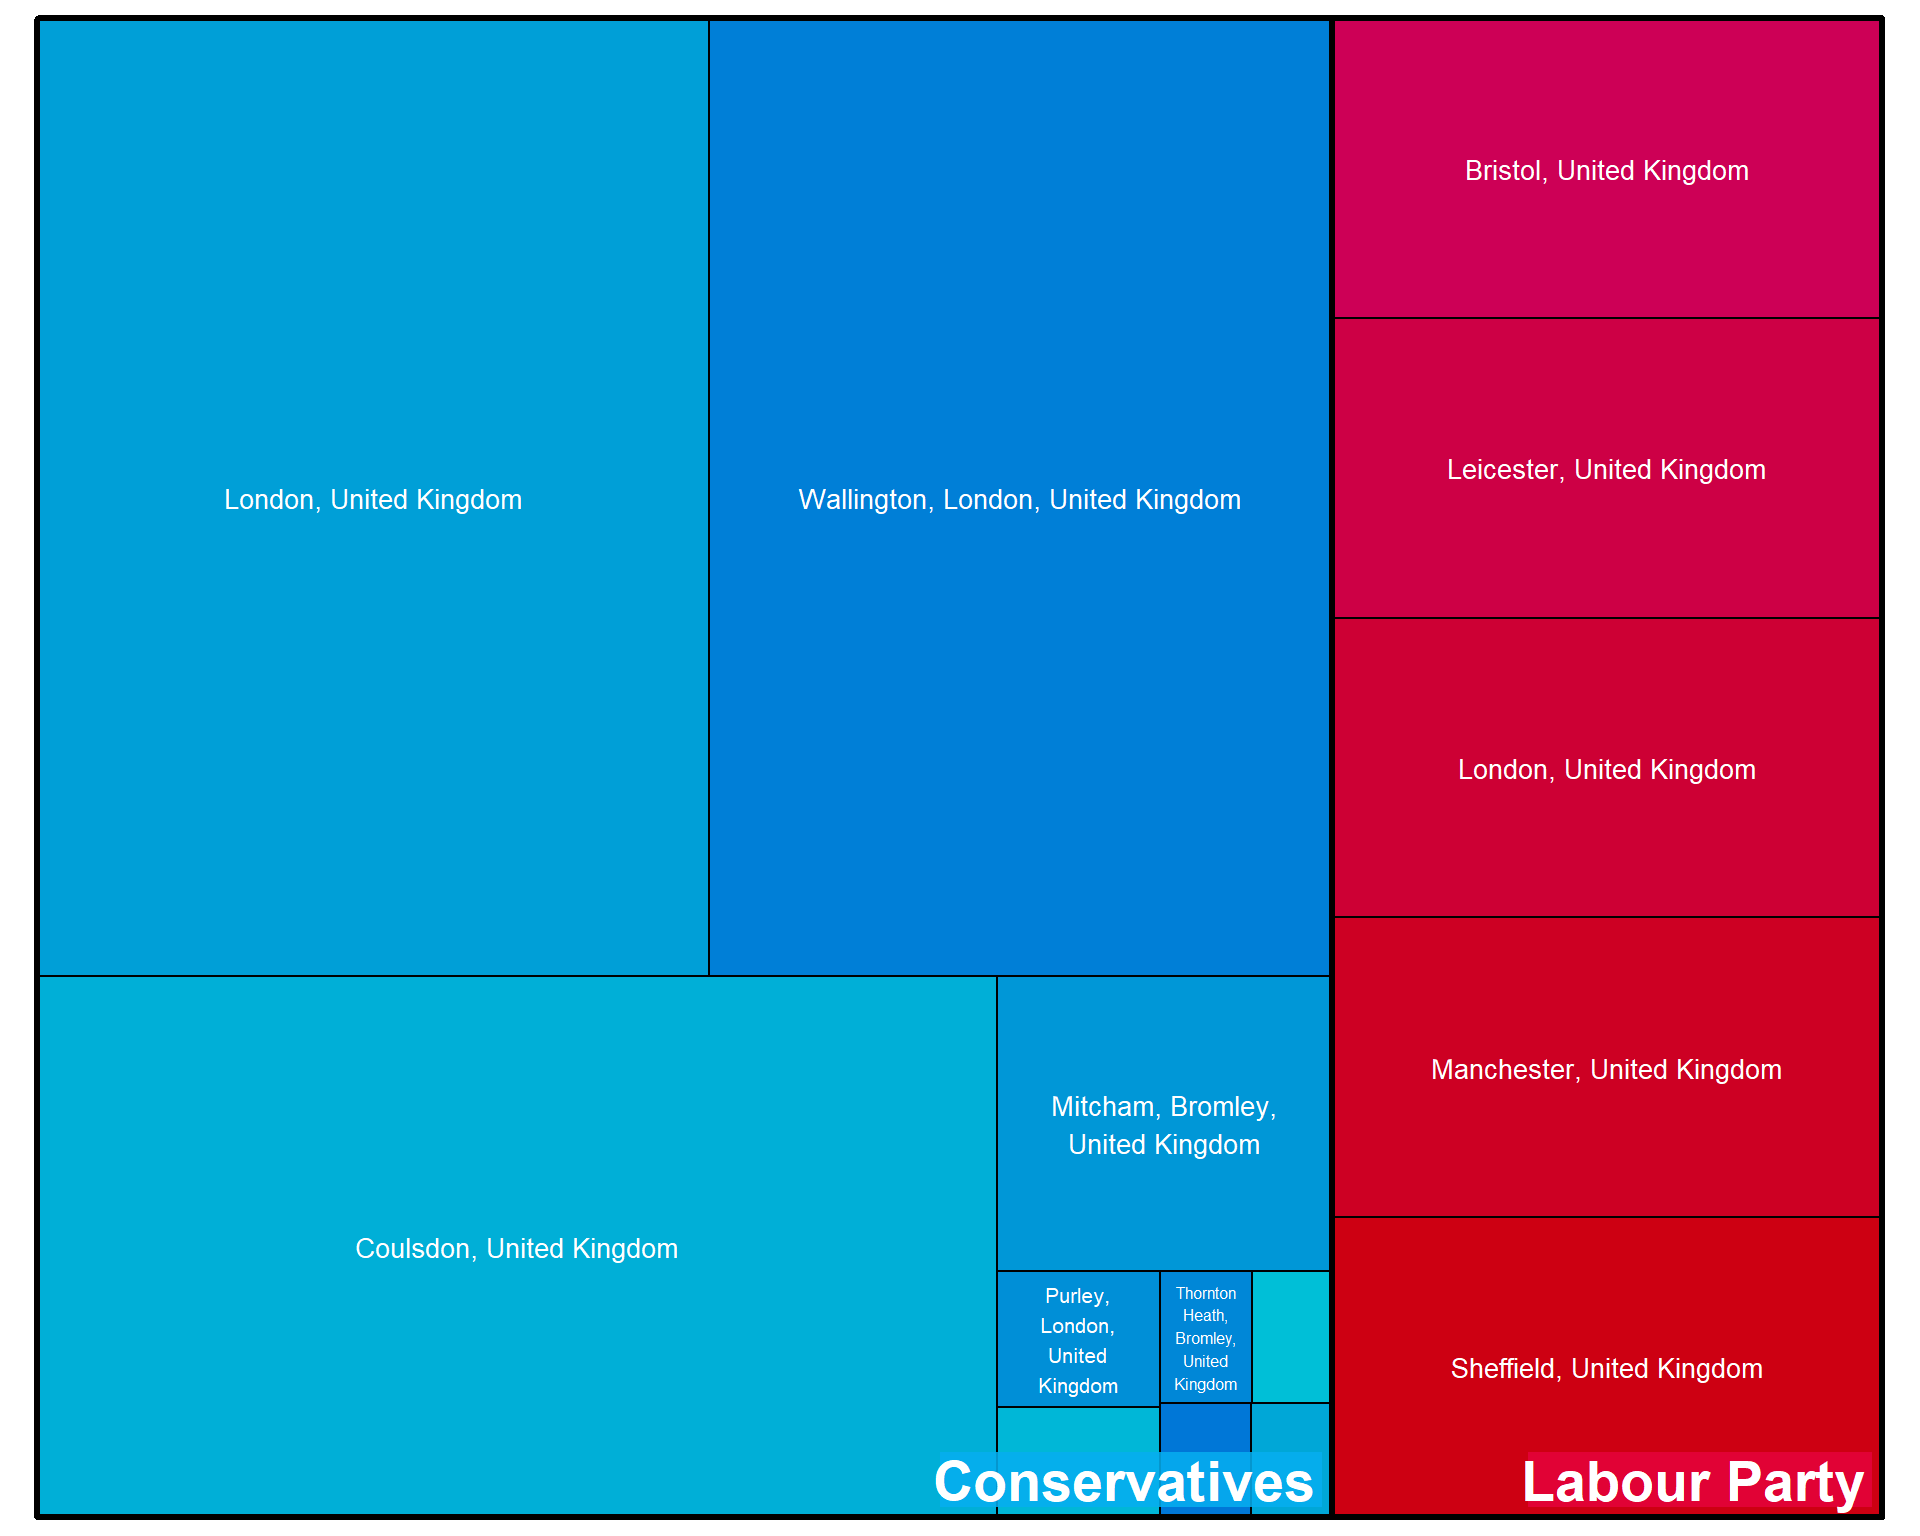 London, United Kingdom
Wallington, London, United Kingdom
Bristol, United Kingdom
Leicester, United Kingdom
London, United Kingdom
Manchester, United Kingdom
Sheffield, United Kingdom
Coulsdon, United Kingdom
Mitcham, Bromley,
United Kingdom
Purley,
London,
United
Kingdom
Thornton
Heath,
Bromley,
United
Kingdom
Conservatives
Labour Party